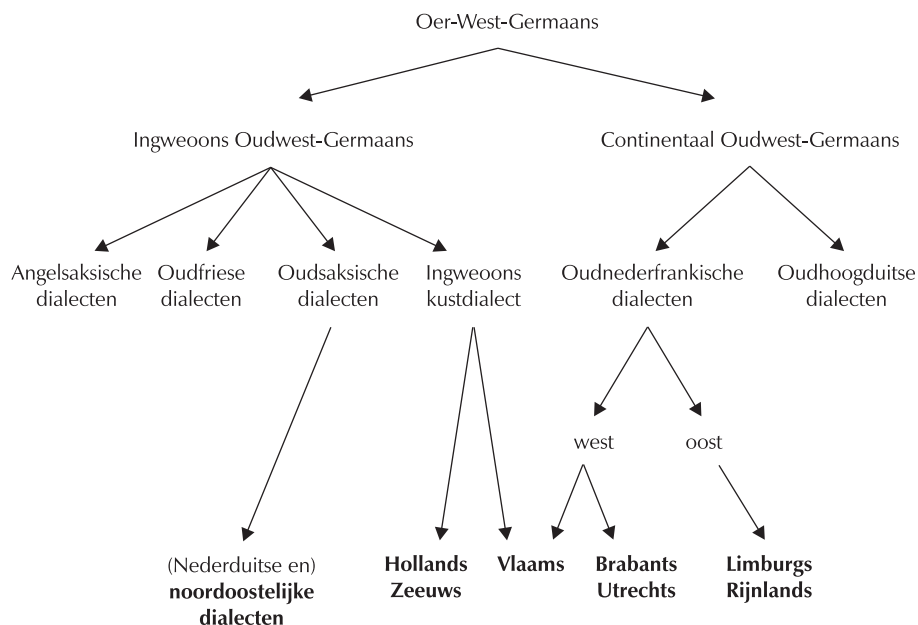 Oer-West-Germaans
Ingweoons Oudwest-Germaans
Continentaal Oudwest-Germaans
Angelsaksische
dialecten
Oudfriese
dialecten
Oudsaksische
dialecten
Ingweoons
kustdialect
Oudnederfrankische
dialecten
Oudhoogduitse
dialecten
west
oost
(Nederduitse en)
noordoostelijke
dialecten
Hollands
Zeeuws
Vlaams
Brabants
Utrechts
Limburgs
Rijnlands